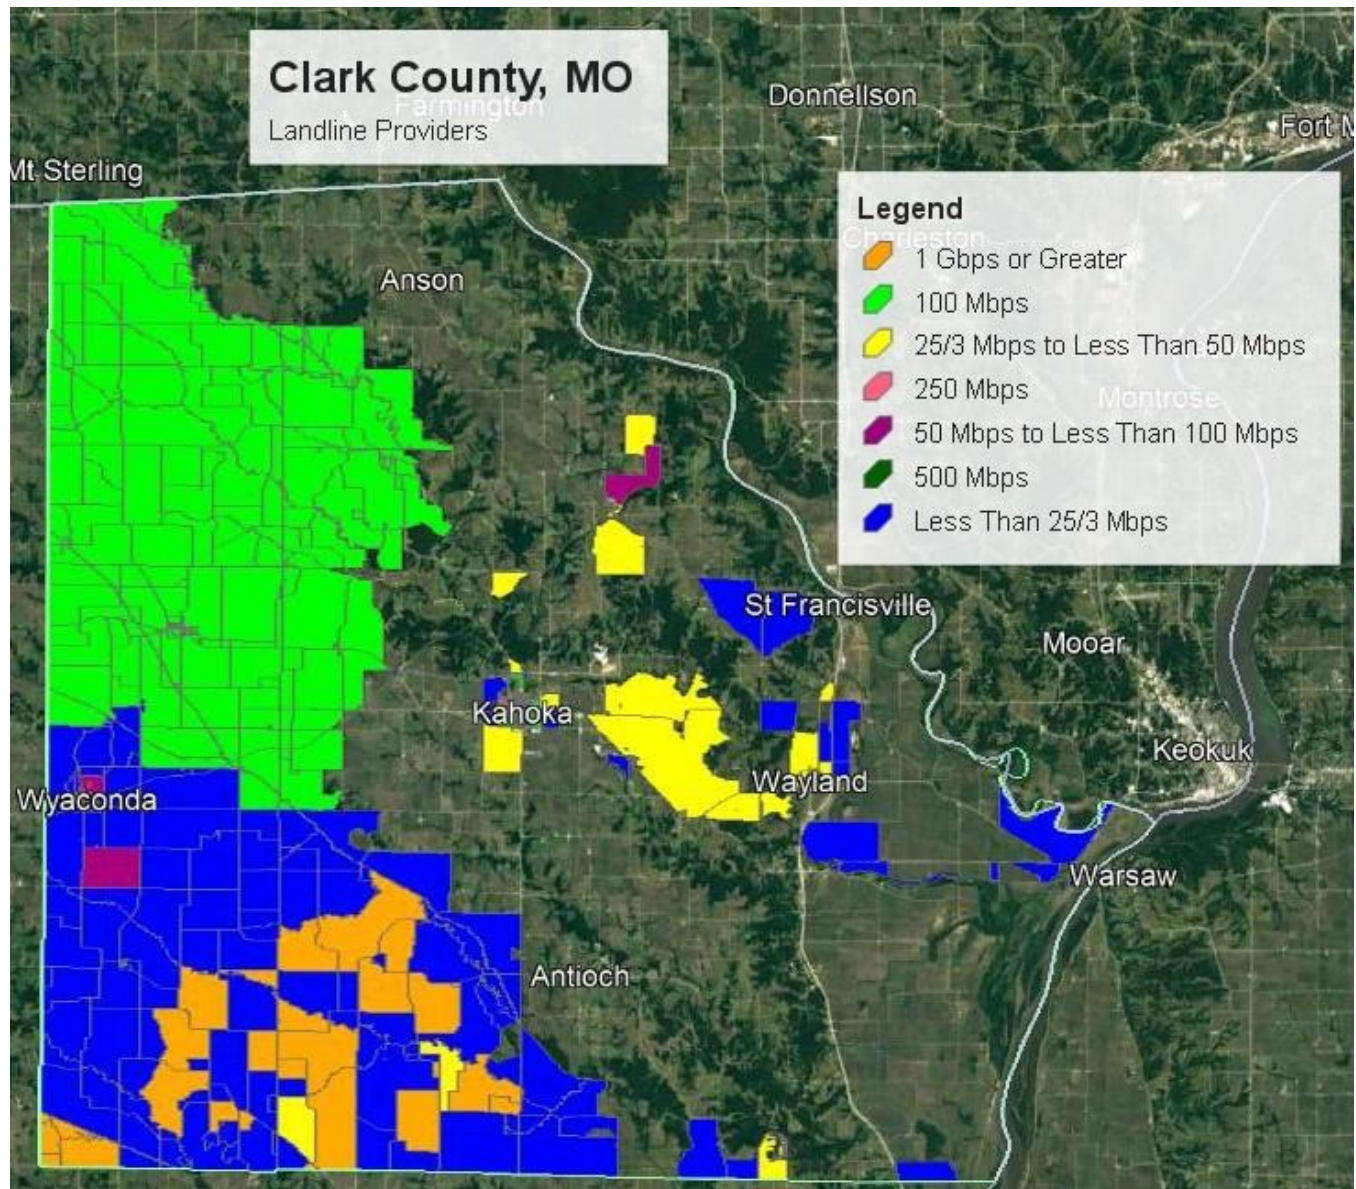 Clark County, MO
Farmington
Landline Providers
Donnellson
Fort M
Mt Sterling
Legend
Charleston
1 Gbps or Greater
Anson
100 Mbps
25/3 Mbps to Less Than 50 Mbps
250 Mbps
Montrose
50 Mbps to Less Than 100 Mbps
500 Mbps
Less Than 25/3 Mbps
St Francisville
Mooar
Kahoka
Keokuk
Wayland
Wyaconda
Warsaw
Antioch